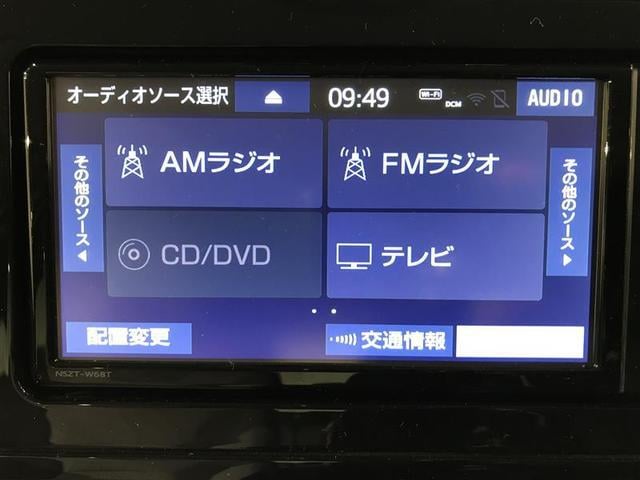 オーディオソース選択
09:49
Wi-Fi
DCM
AUDIO
その他のソース
AMラジオ
FMラジオ
その他のソース
CD/DVD
テレビ
配置変更
交通情報
NSZT-W68T